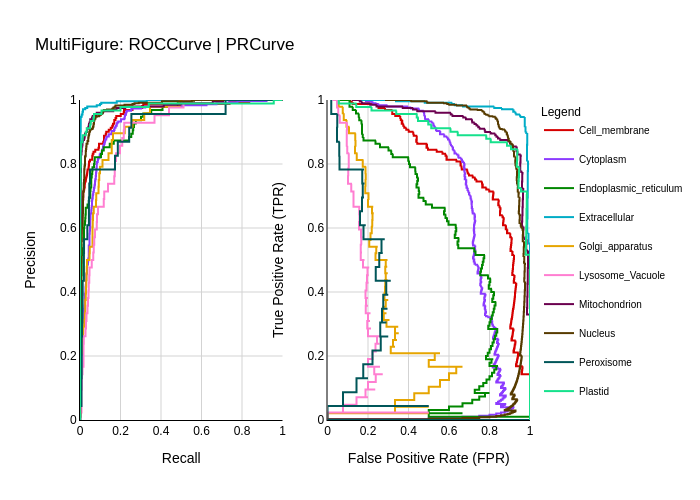 MultiFigure: ROCCurve | PRCurve
Precision
1
0.8
0.6
0.4
0.2
0
0
0.2
0.4
0.6
0.8
1
Recall
True Positive Rate (TPR)
1
0.8
0.6
0.4
0.2
0
0
0.2
0.4
0.6
0.8
1
False Positive Rate (FPR)
Legend
Cell_membrane
Cytoplasm
Endoplasmic_reticulum
Extracellular
Golgi_apparatus
Lysosome_Vacuole
Mitochondrion
Nucleus
Peroxisome
Plastid